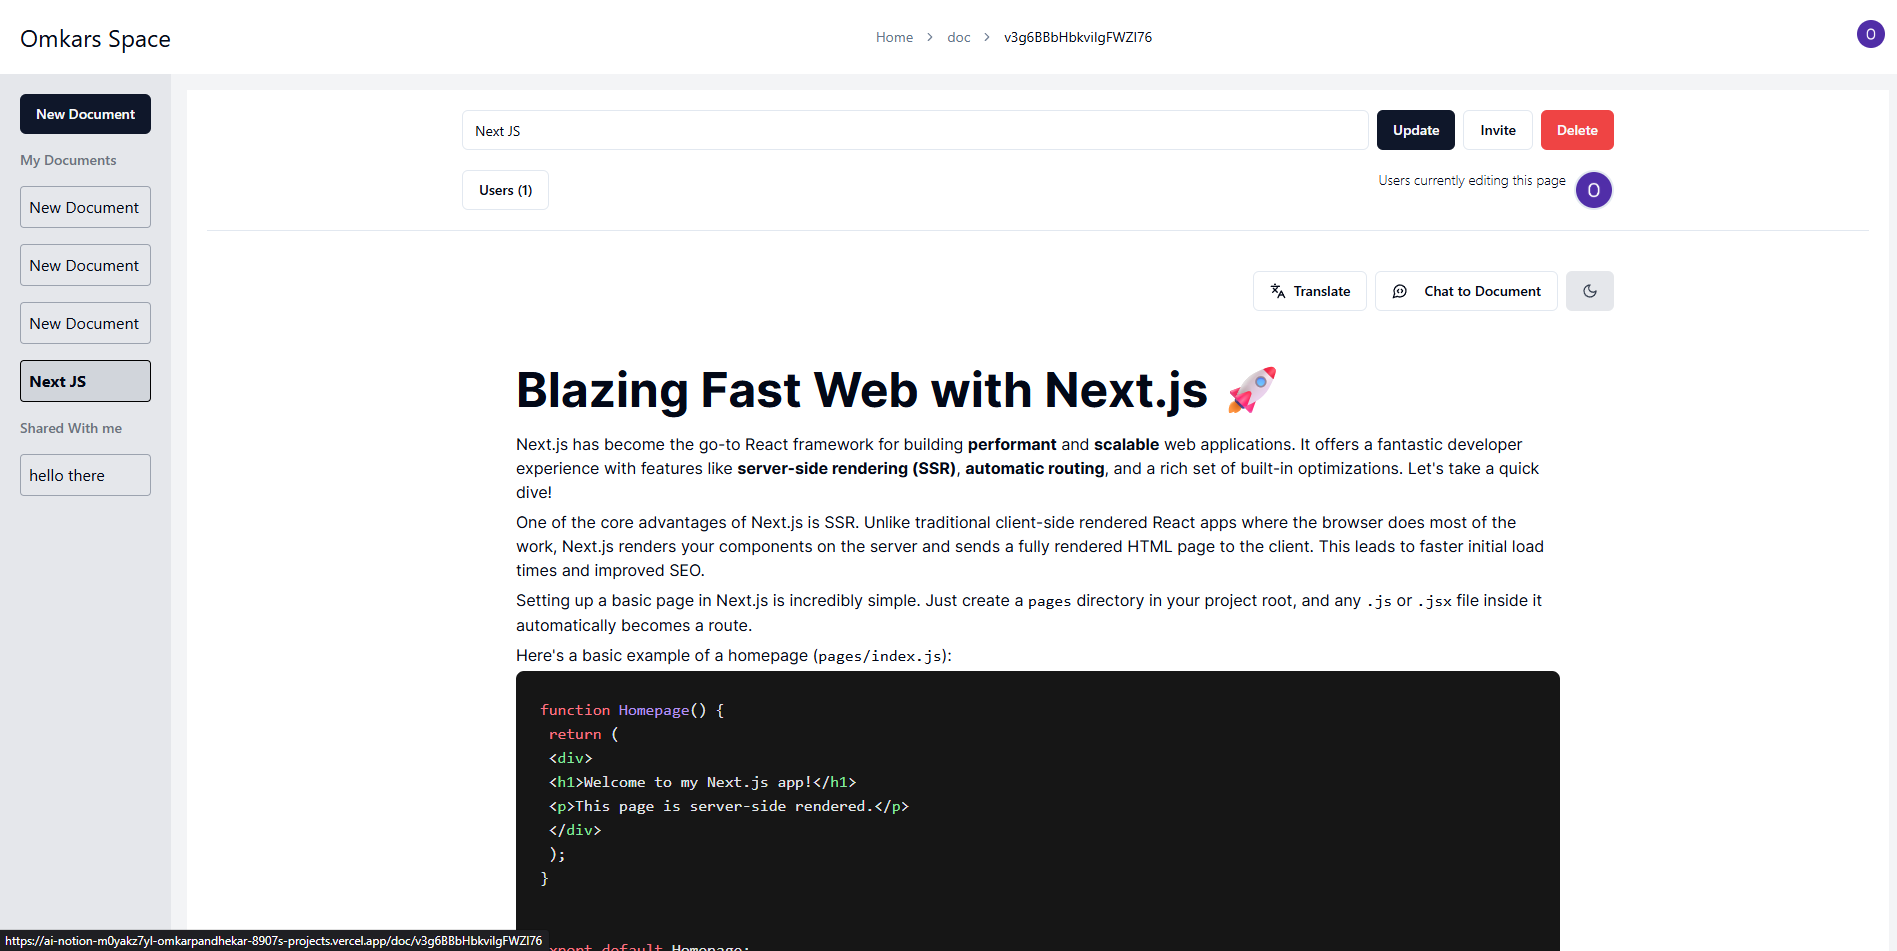 Omkars Space
Home > doc > v3g6BBbHbkvilgFWZI76
O
New Document
My Documents
New Document
New Document
New Document
Next JS
Shared With me
hello there
Next JS
Update
Invite
Delete
Users (1)
Users currently editing this page
O
Translate
Chat to Document
Blazing Fast Web with Next.js 🚀
Next.js has become the go-to React framework for building performant and scalable web applications. It offers a fantastic developer
experience with features like server-side rendering (SSR), automatic routing, and a rich set of built-in optimizations. Let's take a quick
dive!
One of the core advantages of Next.js is SSR. Unlike traditional client-side rendered React apps where the browser does most of the
work, Next.js renders your components on the server and sends a fully rendered HTML page to the client. This leads to faster initial load
times and improved SEO.
Setting up a basic page in Next.js is incredibly simple. Just create a pages directory in your project root, and any .js or .jsx file inside it
automatically becomes a route.
Here's a basic example of a homepage (pages/index.js):
function Homepage() {
return (
<div>
<h1>Welcome to my Next.js app!</h1>
<p>This page is server-side rendered.</p>
</div>
);
}
default Homepage;
https://ai-notion-m0yakz7yl-omkarpandhekar-8907s-projects.vercel.app/doc/v3g6BBbHbkvilgFWZI76